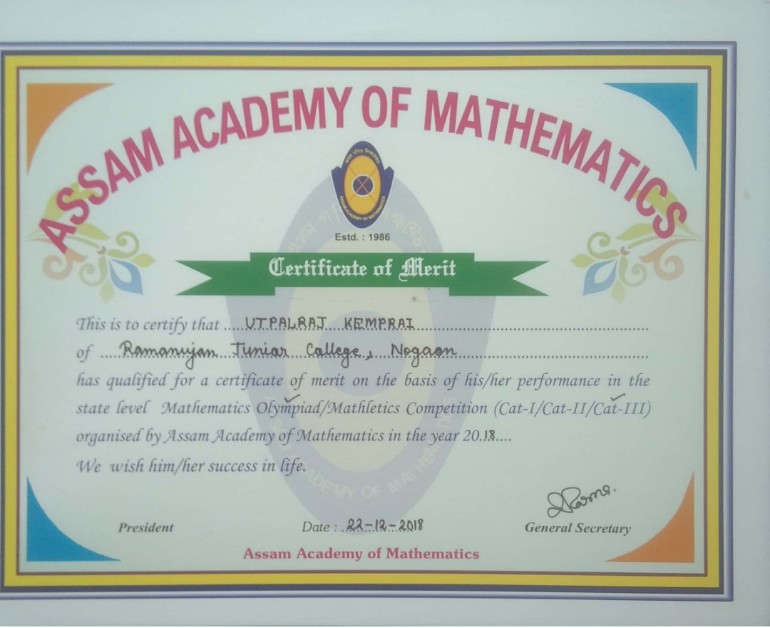 ASSAM ACADEMY OF MATHEMATICS
Estd. : 1986
Certificate of Merit
This is to certify that ....UTPALRAJ KEMPRAI....
of ....Ramanujan Junior College, Nagaon....
has qualified for a certificate of merit on the basis of his/her performance in the
state level Mathematics Olympiad/Mathletics Competition (Cat-I/Cat-II/Cat-III)
organised by Assam Academy of Mathematics in the year 20.18....
We wish him/her success in life.
President
Date : 22-12-2018
General Secretary
Assam Academy of Mathematics